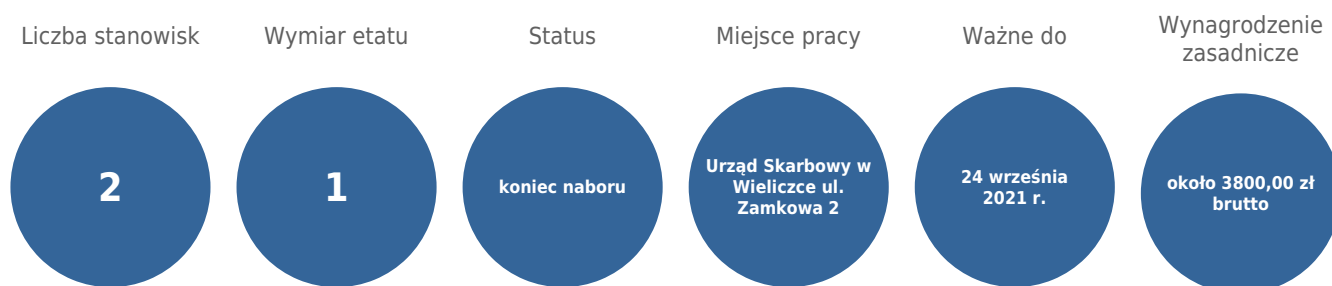 Liczba stanowisk
2
Wymiar etatu
1
Status
koniec naboru
Miejsce pracy
Urząd Skarbowy w
Wieliczce ul.
Zamkowa 2
Ważne do
24 września
2021 r.
Wynagrodzenie
zasadnicze
około 3800,00 zł
brutto